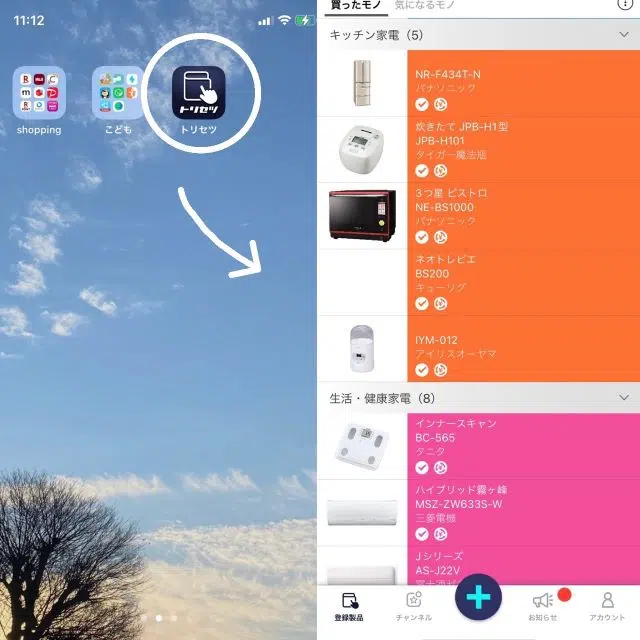 11:12
shopping
こども
トリセツ
トリセツ
買ったモノ
気になるモノ
キッチン家電（5）
NR-F434T-N
パナソニック
炊きたて JPB-H1型
JPB-H101
タイガー魔法瓶
3つ星 ビストロ
NE-BS1000
パナソニック
ネオトレビエ
BS200
キューリグ
IYM-012
アイリスオーヤマ
生活・健康家電（8）
インナースキャン
BC-565
タニタ
ハイブリッド霧ヶ峰
MSZ-ZW633S-W
三菱電機
Jシリーズ
AS-J22V
登録製品
チャンネル
お知らせ
アカウント